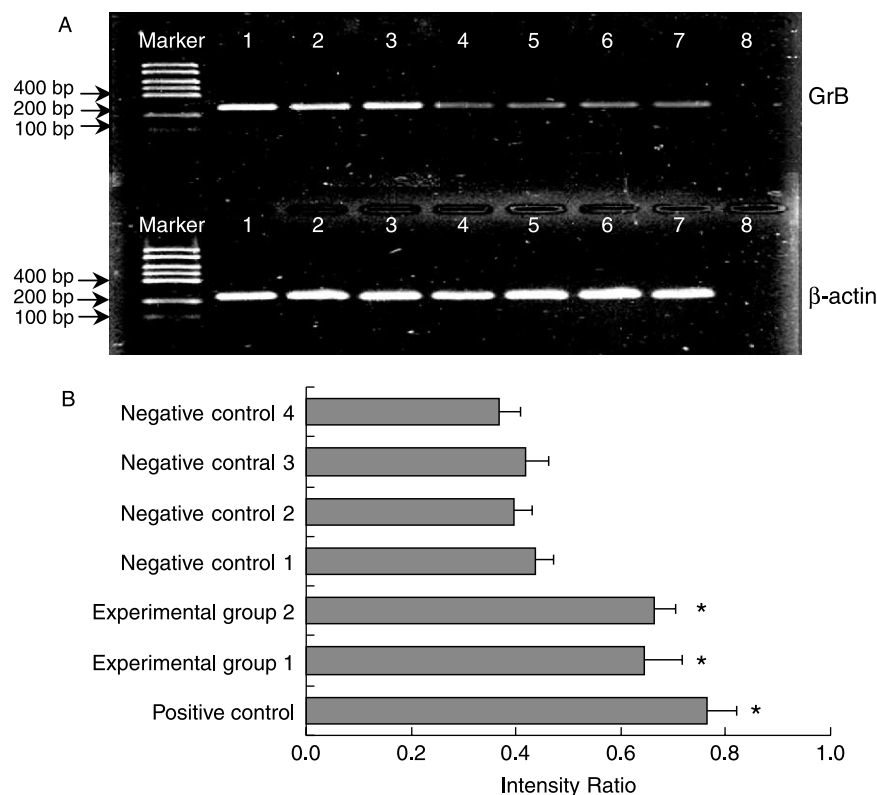 A
Marker 1 2 3 4 5 6 7 8
400 bp
200 bp
100 bp
GrB
Marker 1 2 3 4 5 6 7 8
400 bp
200 bp
100 bp
β-actin
B
Negative control 4
Negative contral 3
Negative control 2
Negative control 1
Experimental group 2 *
Experimental group 1 *
Positive control *
0.0 0.2 0.4 0.6 0.8 1.0
Intensity Ratio